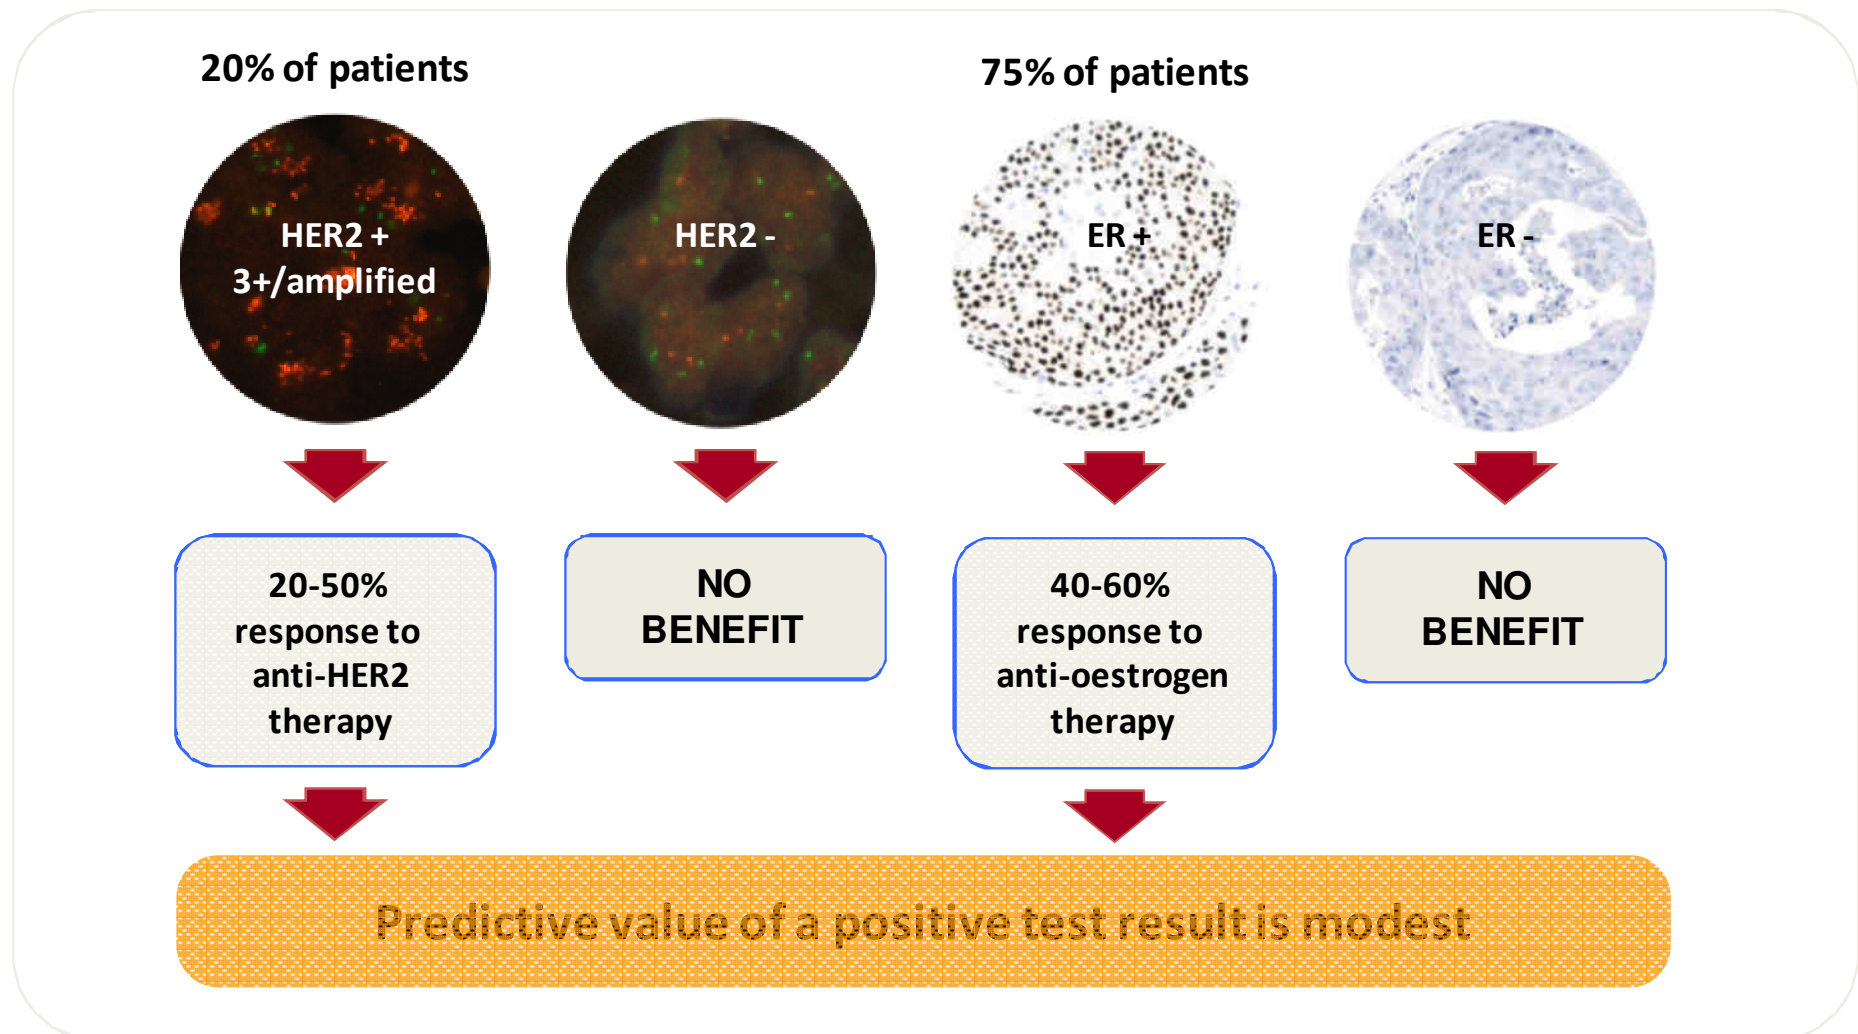 20% of patients
75% of patients
HER2 +
3+/amplified
HER2 -
ER +
ER -
20-50%
response to
anti-HER2
therapy
NO
BENEFIT
40-60%
response to
anti-oestrogen
therapy
NO
BENEFIT
Predictive value of a positive test result is modest